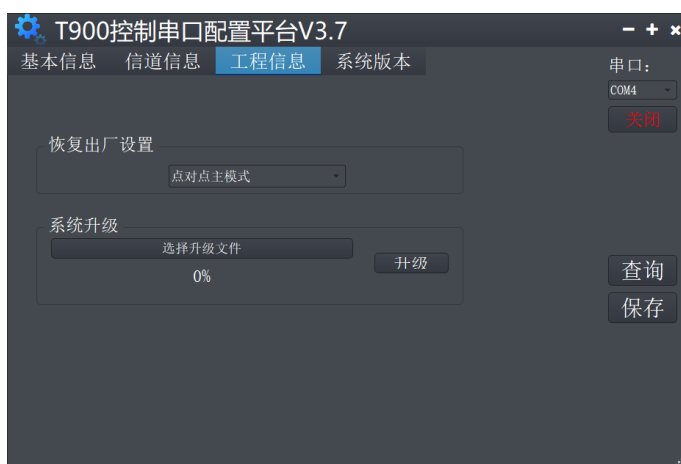 T900控制串口配置平台V3.7
基本信息 信道信息 工程信息 系统版本
串口：
COM4
关闭
恢复出厂设置
点对点主模式
系统升级
选择升级文件
升级
0%
查询
保存